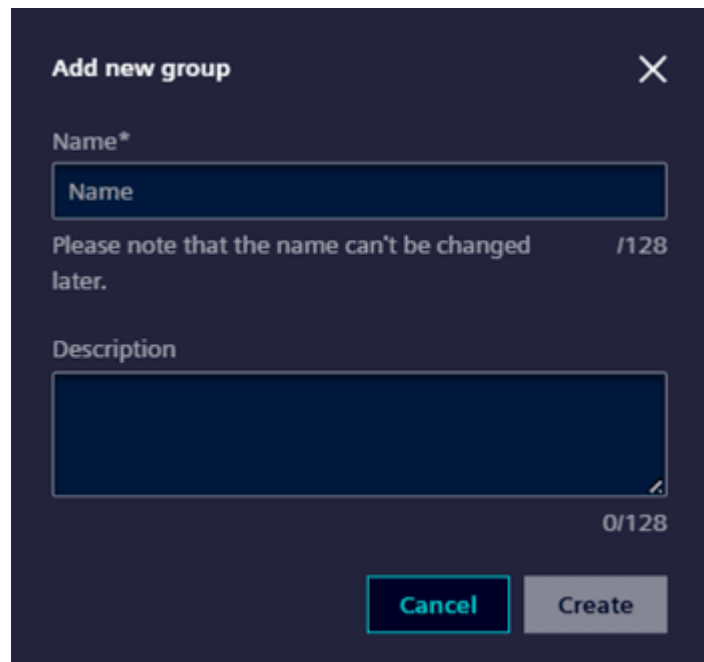 Add new group
Name*
Name
Please note that the name can't be changed /128
later.
Description
0/128
Cancel Create